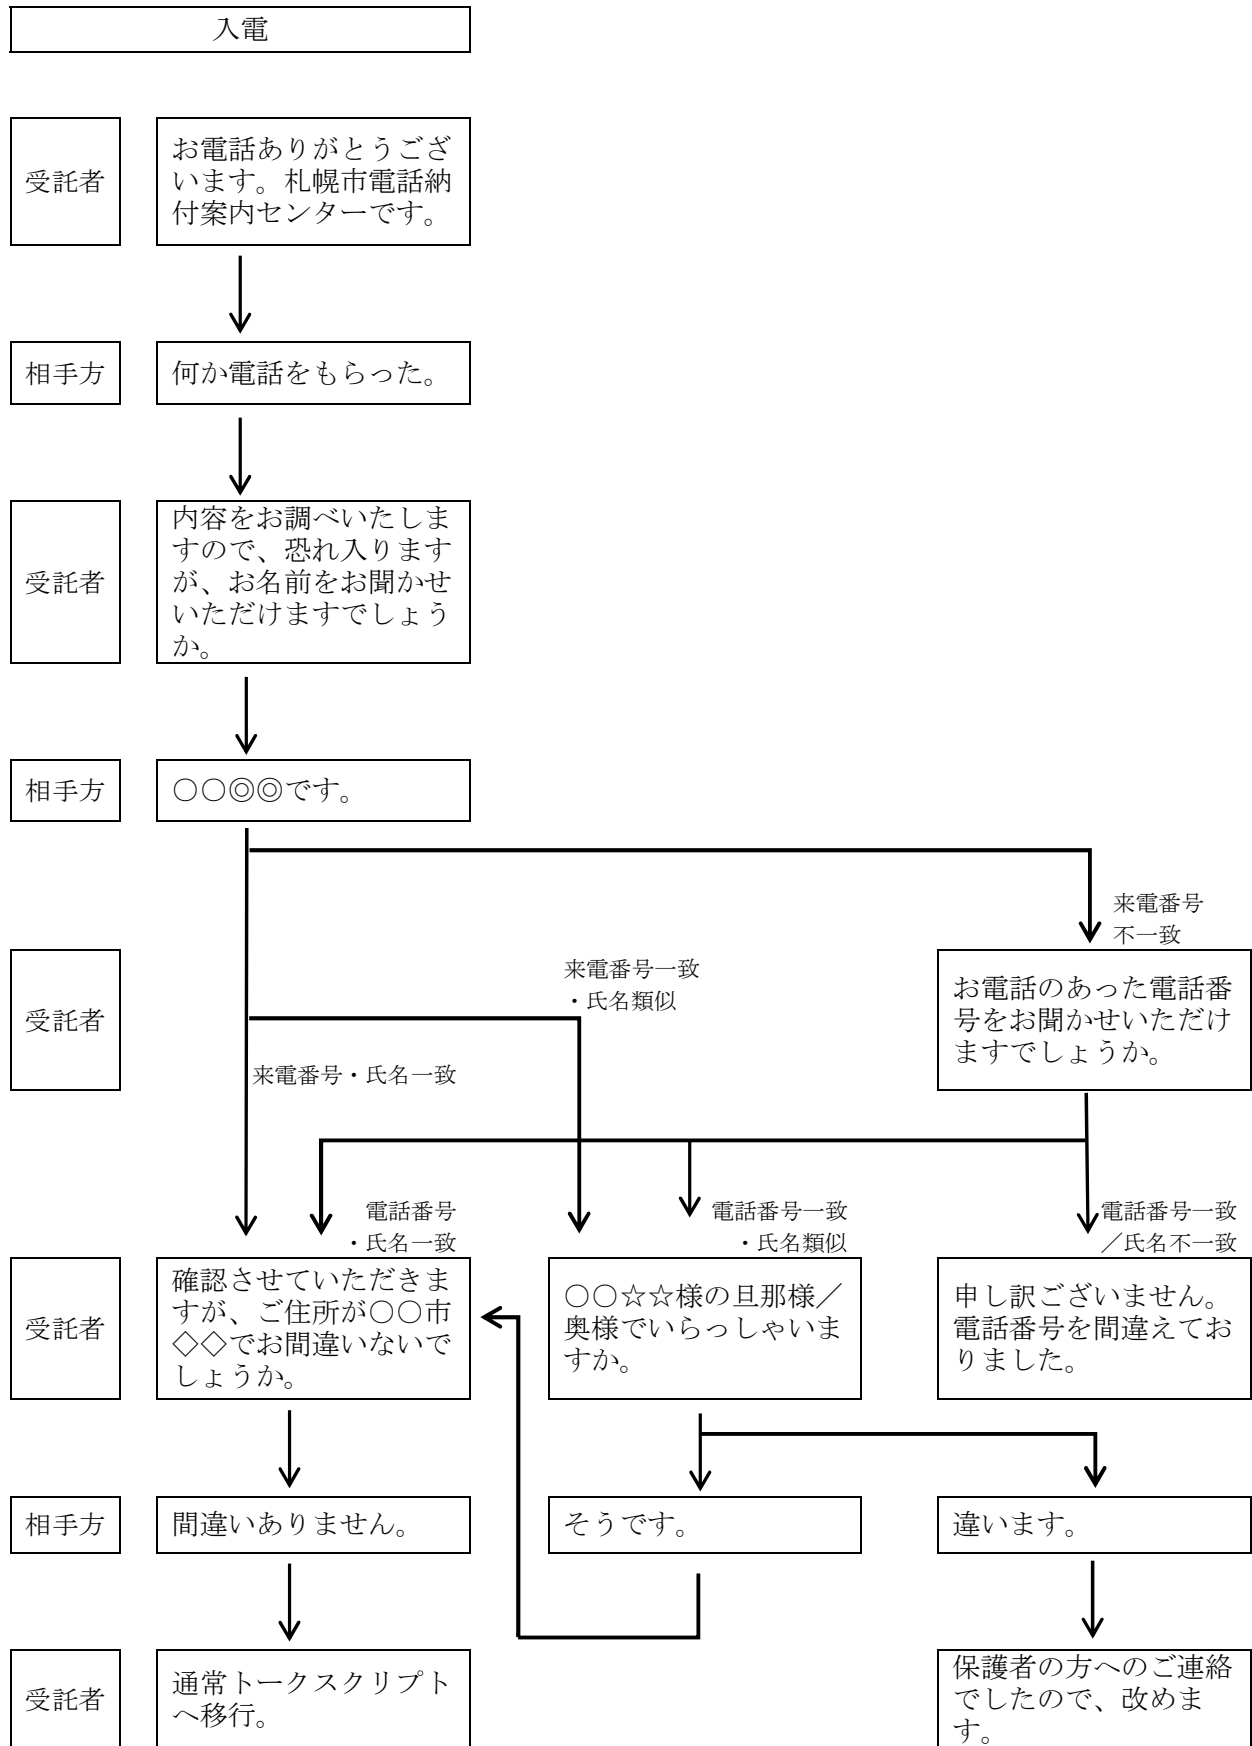 入電
受託者
お電話ありがとうござ
います。札幌市電話納
付案内センターです。
相手方
何か電話をもらった。
受託者
内容をお調べいたしま
すので、恐れ入ります
が、お名前をお聞かせ
いただけますでしょう
か。
相手方
○○◎◎です。
来電番号
不一致
受託者
来電番号一致
・氏名類似
お電話のあった電話番
号をお聞かせいただけ
ますでしょうか。
来電番号・氏名一致
電話番号
・氏名一致
電話番号一致
・氏名類似
電話番号一致
／氏名不一致
受託者
確認させていただきま
すが、ご住所が○○市
◇◇でお間違いないで
しょうか。
○○☆☆様の旦那様／
奥様でいらっしゃいま
すか。
申し訳ございません。
電話番号を間違えてお
りました。
相手方
間違いありません。
そうです。
違います。
受託者
通常トークスクリプト
へ移行。
保護者の方へのご連絡
でしたので、改めま
す。